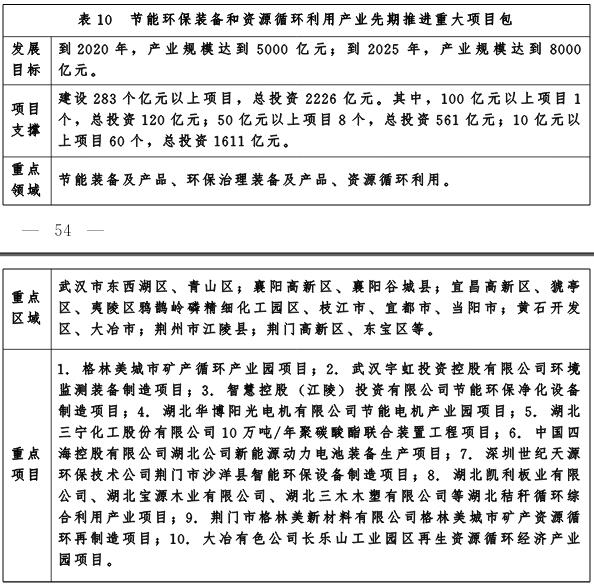 表 10 节能环保装备和资源循环利用产业先期推进重大项目包
发展
目标
到 2020 年，产业规模达到 5000 亿元；到 2025 年，产业规模达到 8000
亿元。
项目
支撑
建设 283 个亿元以上项目，总投资 2226 亿元。其中，100 亿元以上项目 1
个，总投资 120 亿元；50 亿元以上项目 8 个，总投资 561 亿元；10 亿元以
上项目 60 个，总投资 1611 亿元。
重点
领域
节能装备及产品、环保治理装备及产品、资源循环利用。
— 54 —
重点
区域
武汉市东西湖区、青山区；襄阳高新区、襄阳谷城县；宜昌高新区、猇亭
区、夷陵区鸦鹊岭磷精细化工园区、枝江市、宜都市、当阳市；黄石开发
区、大冶市；荆州市江陵县；荆门高新区、东宝区等。
重点
项目
1. 格林美城市矿产循环产业园项目；2. 武汉宇虹投资控股有限公司环境
监测装备制造项目；3. 智慧控股（江陵）投资有限公司节能环保净化设备
制造项目；4. 湖北华博阳光电机有限公司节能电机产业园项目；5. 湖北
三宁化工股份有限公司 10 万吨/年聚碳酸酯联合装置工程项目；6. 中国四
海控股有限公司湖北公司新能源动力电池装备生产项目；7. 深圳世纪天源
环保技术公司荆门市沙洋县智能环保设备制造项目；8. 湖北凯利板业有限
公司、湖北宝源木业有限公司、湖北三木木塑有限公司等湖北秸秆循环综
合利用产业项目；9. 荆门市格林美新材料有限公司格林美城市矿产资源循
环再制造项目；10. 大冶有色公司长乐山工业园区再生资源循环经济产业
园项目。